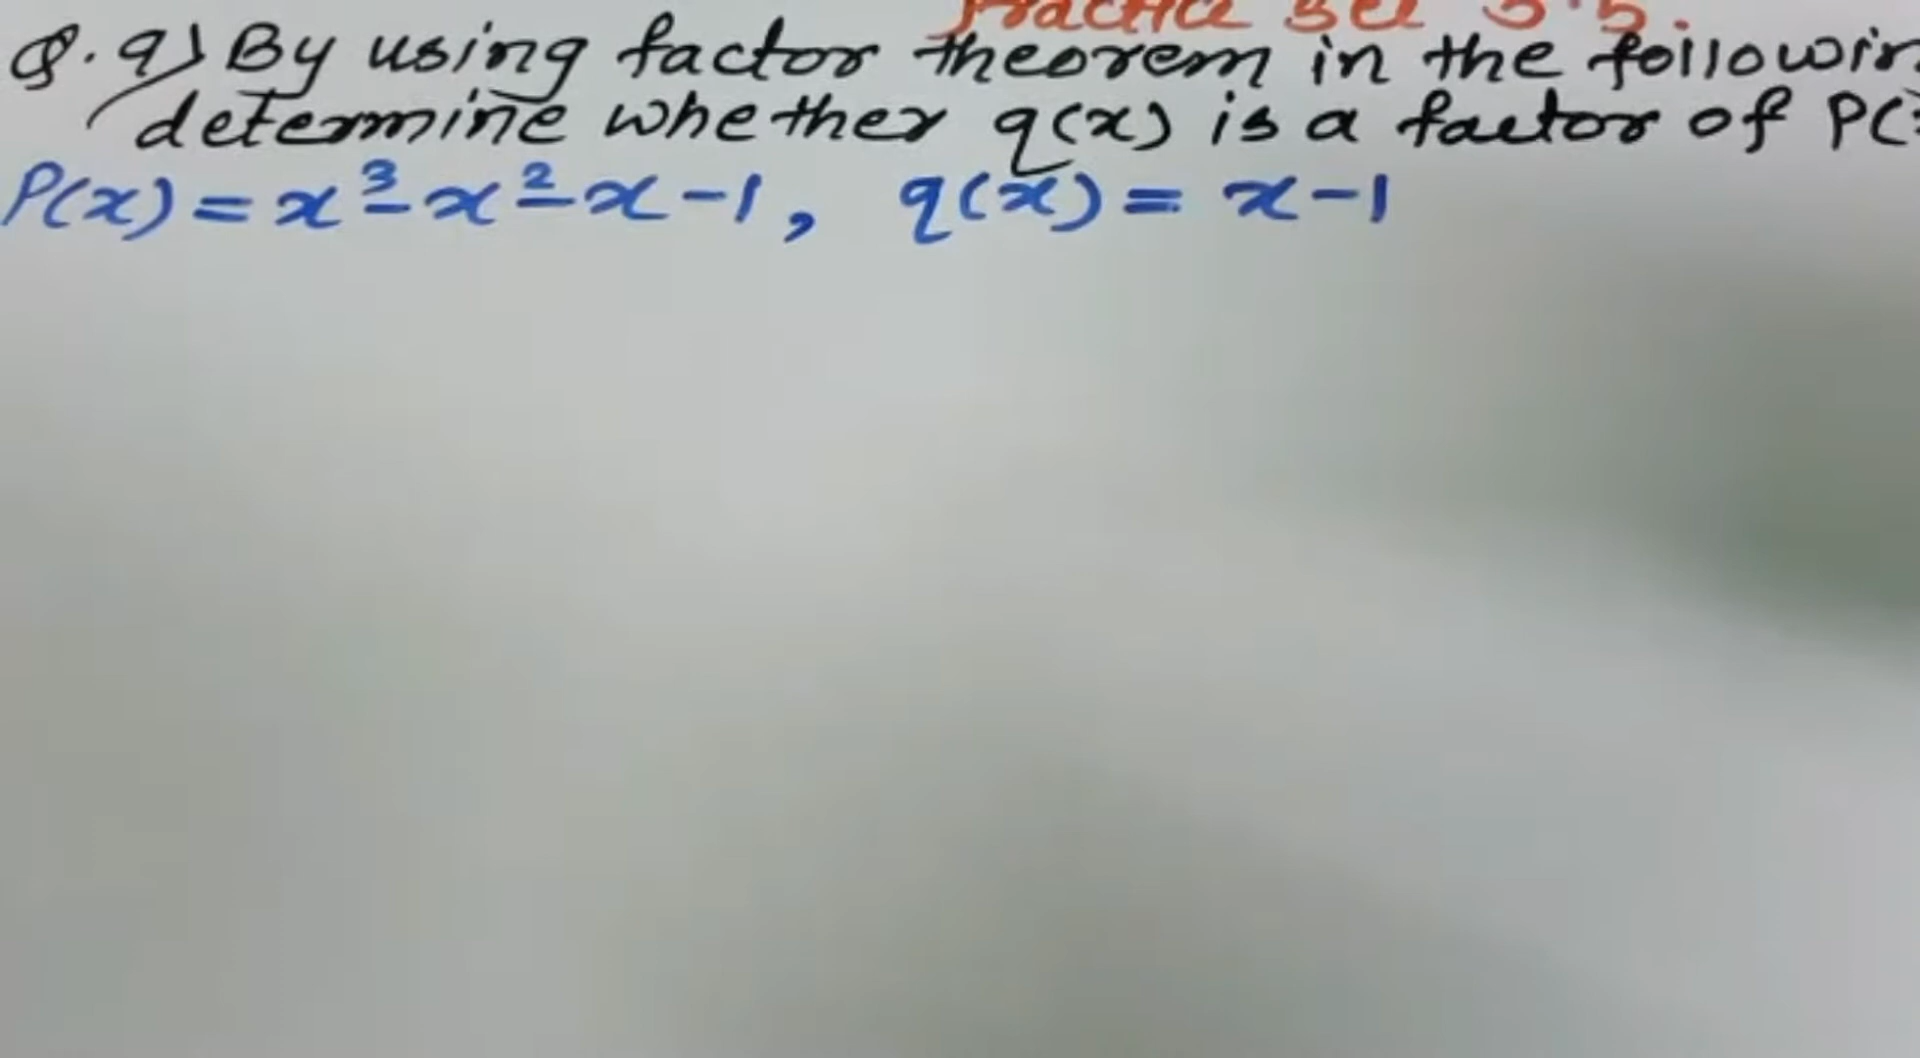 Practice Set 3.5.
Q.9) By using factor theorem in the followin
determine whether q(x) is a factor of P(
P(x) = x³ - x² - x - 1, q(x) = x - 1